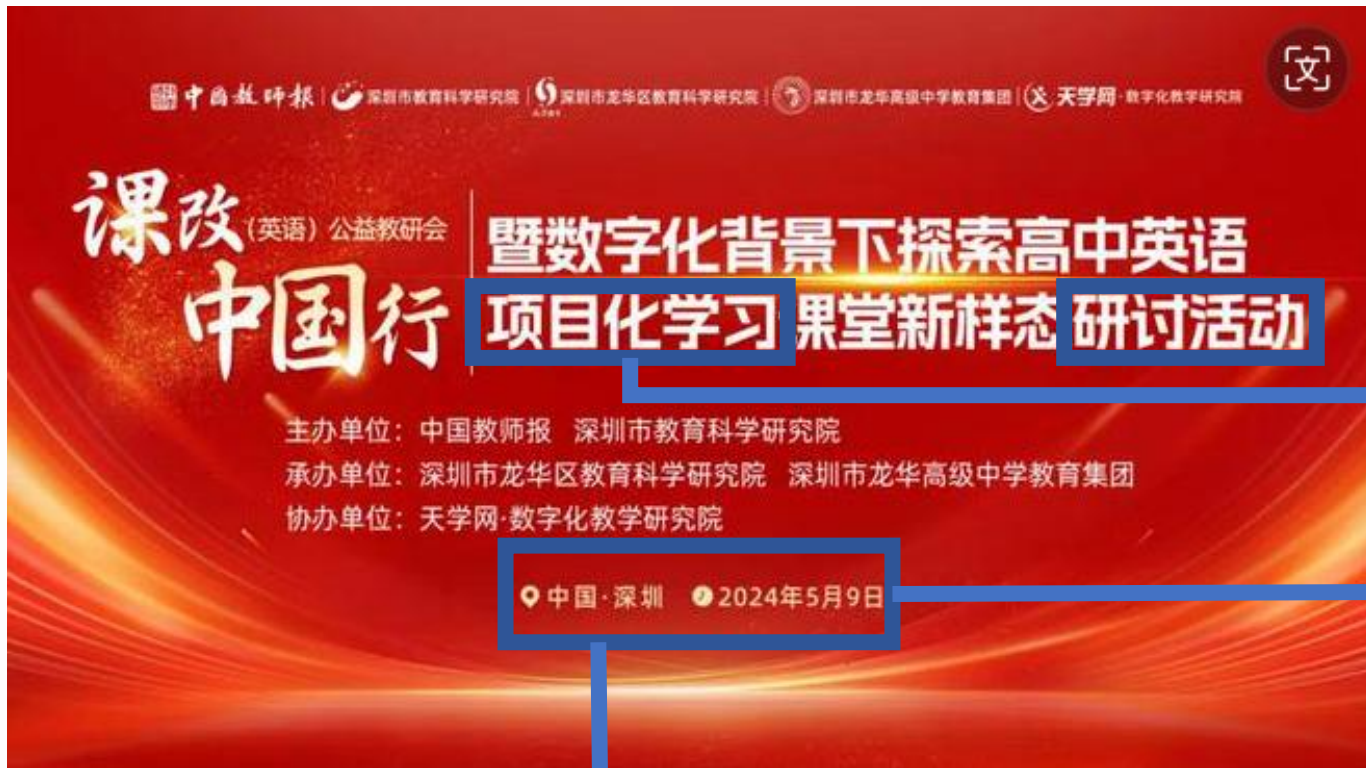 中国教师报 | 深圳市教育科学研究院 | 深圳市龙华区教育科学研究院 | 深圳市龙华高级中学教育集团 | 天学网·数字化教学研究院
文
课改(英语)公益教研会
中国行
暨数字化背景下探索高中英语
项目化学习课堂新样态研讨活动
主办单位：中国教师报 深圳市教育科学研究院
承办单位：深圳市龙华区教育科学研究院 深圳市龙华高级中学教育集团
协办单位：天学网·数字化教学研究院
中国·深圳 2024年5月9日